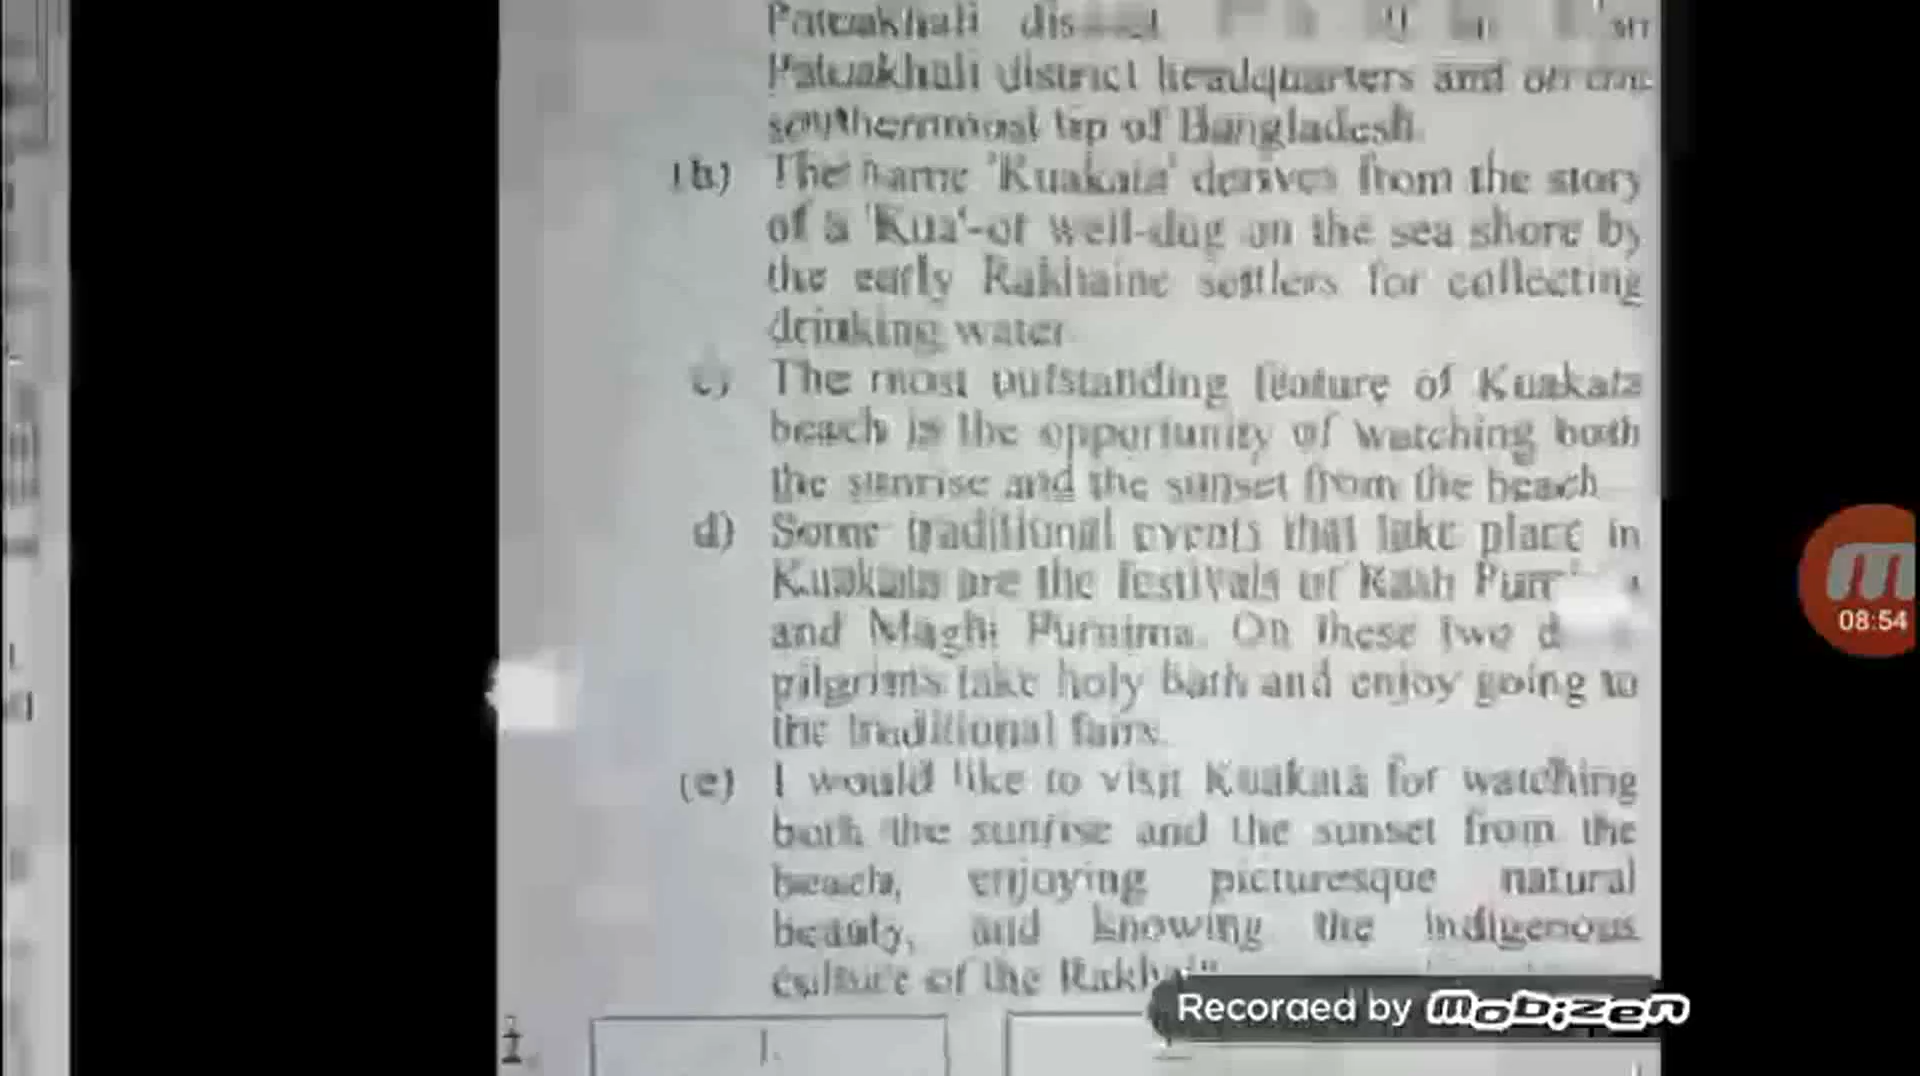 Patuakhali
Patuakhali district headquarters and
southernmost tip of Bangladesh
(b) The name 'Kuakata' derives from the story
of a 'Kua'-or well-dug on the sea shore by
the early Rakhaine settlers for collecting
drinking water
c) The most outstanding feature of Kuakata
beach is the opportunity of watching both
the sunrise and the sunset from the beach
d) Some traditional events that take place in
Kuakata are the festivals of Rash
and Maghi Purnima. On these two
pilgrims take holy bath and enjoy going to
the traditional fairs.
(e) I would like to visit Kuakata for watching
both the sunrise and the sunset from the
beach, enjoying picturesque natural
beauty, and knowing the indigenous
culture of the
08:54
Recorded by mobizen
2.
1.